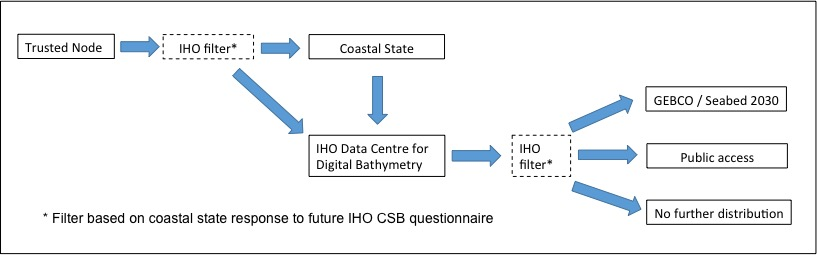 Trusted Node
IHO filter*
Coastal State
GEBCO / Seabed 2030
IHO Data Centre for
Digital Bathymetry
IHO
filter*
Public access
No further distribution
* Filter based on coastal state response to future IHO CSB questionnaire